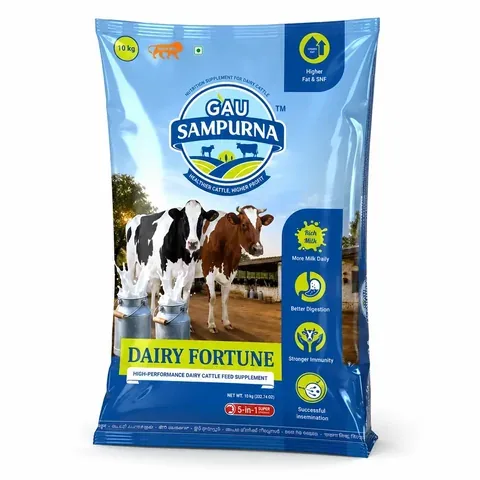 10 kg
Higher
Fat & SNF
NUTRITION SUPPLEMENT FOR DAIRY CATTLE
GAU
SAMPURNA
TM
HEALTHIER CATTLE, HIGHER PROFIT
Rich
Milk
More Milk Daily
Better Digestion
Stronger Immunity
Successful
Insemination
DAIRY FORTUNE
HIGH-PERFORMANCE DAIRY CATTLE FEED SUPPLEMENT
NET WT. 10 kg (352.74 oz)
5-in-1 SUPER